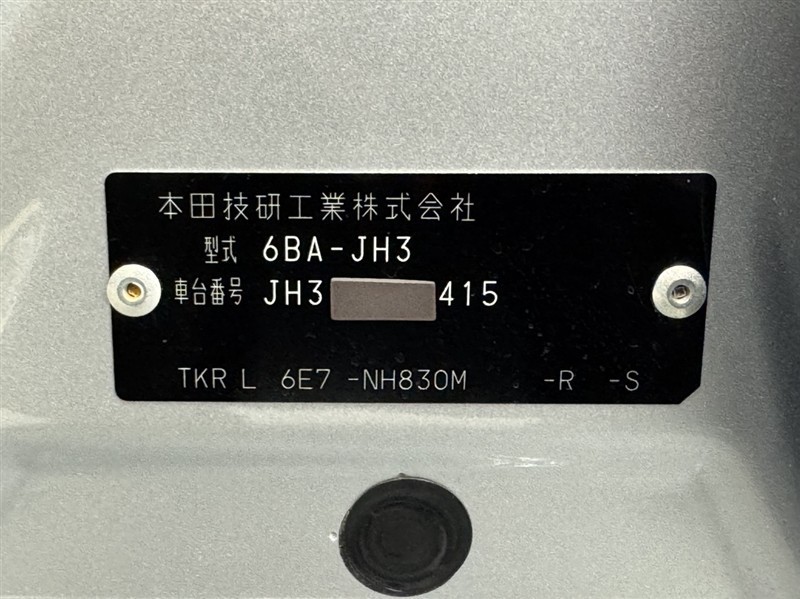 本田技研工業株式会社
型式 6BA-JH3
車台番号 JH3 415
TKR L 6E7 -NH830M -R -S